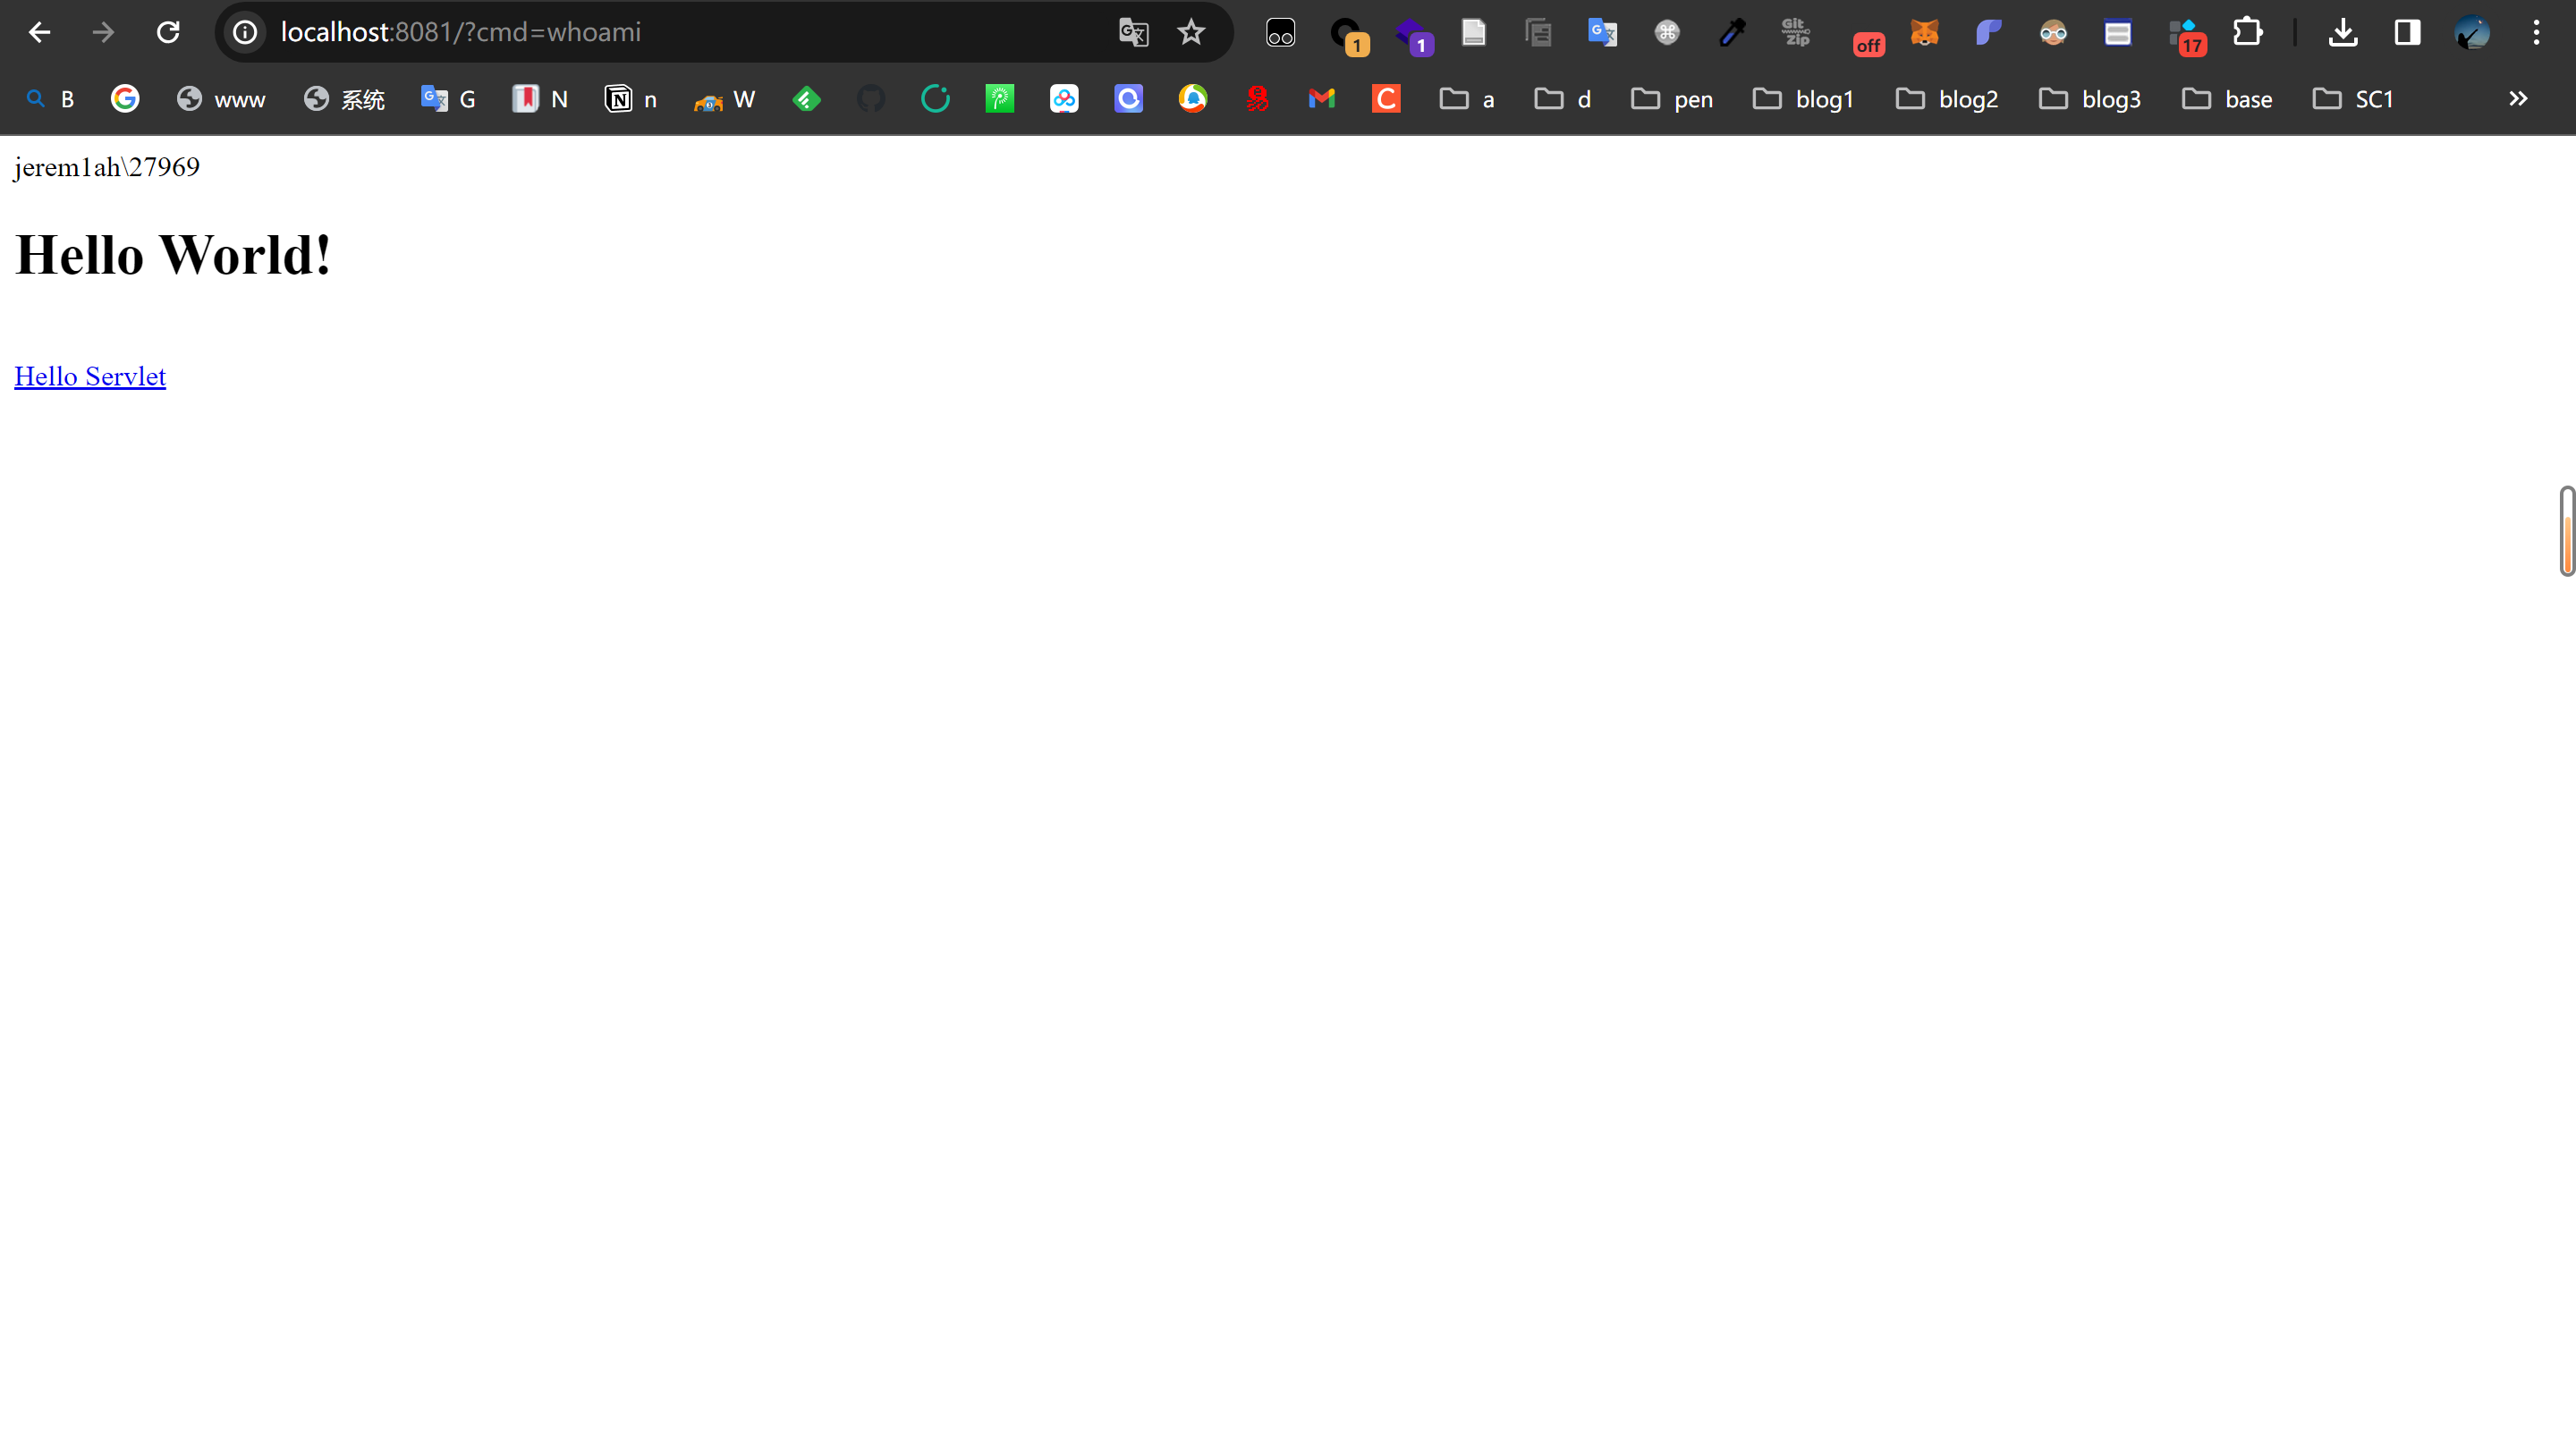 localhost:8081/?cmd=whoami
1
1
Git Zip
off
17
B
www
系统
G
N
n
W
a
d
pen
blog1
blog2
blog3
base
SC1
jerem1ah\27969
Hello World!
Hello Servlet